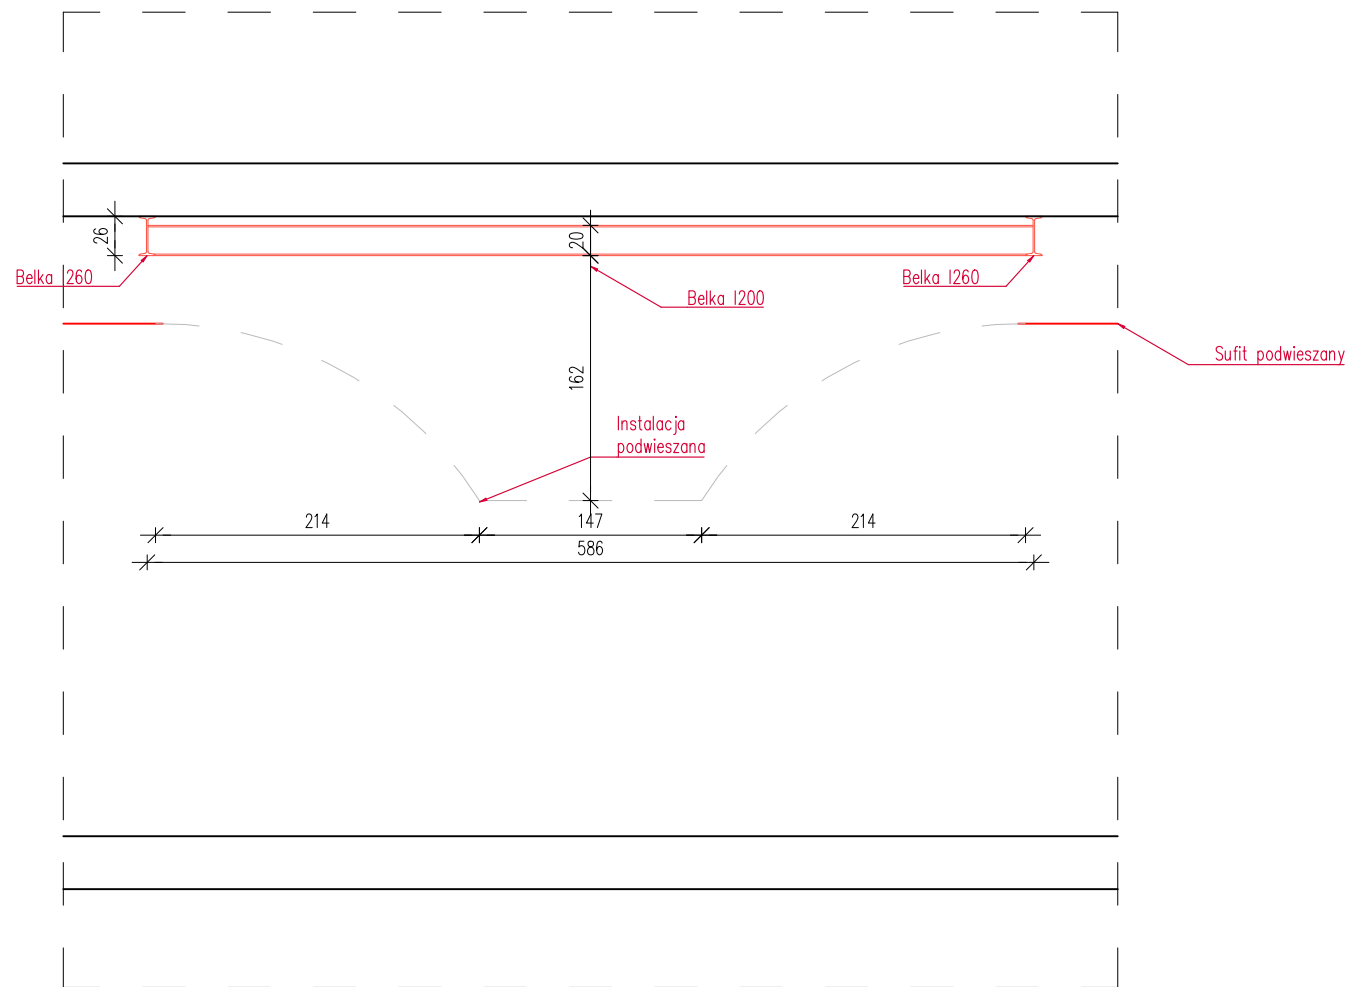 26
20
Belka I260
Belka I260
Belka I200
Sufit podwieszany
162
Instalacja
podwieszana
214
147
214
586